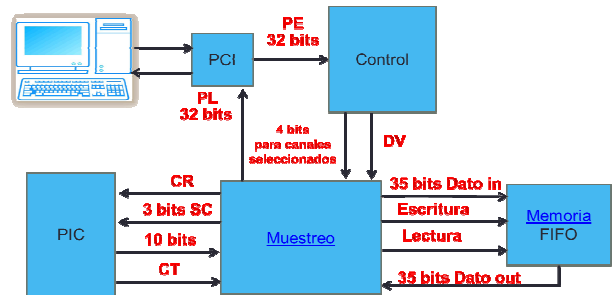 PE
32 bits
PCI
Control
PL
32 bits
4 bits
para canales
seleccionados
DV
CR
3 bits SC
PIC
10 bits
CT
Muestreo
35 bits Dato in
Escritura
Lectura
Memoria
FIFO
35 bits Dato out